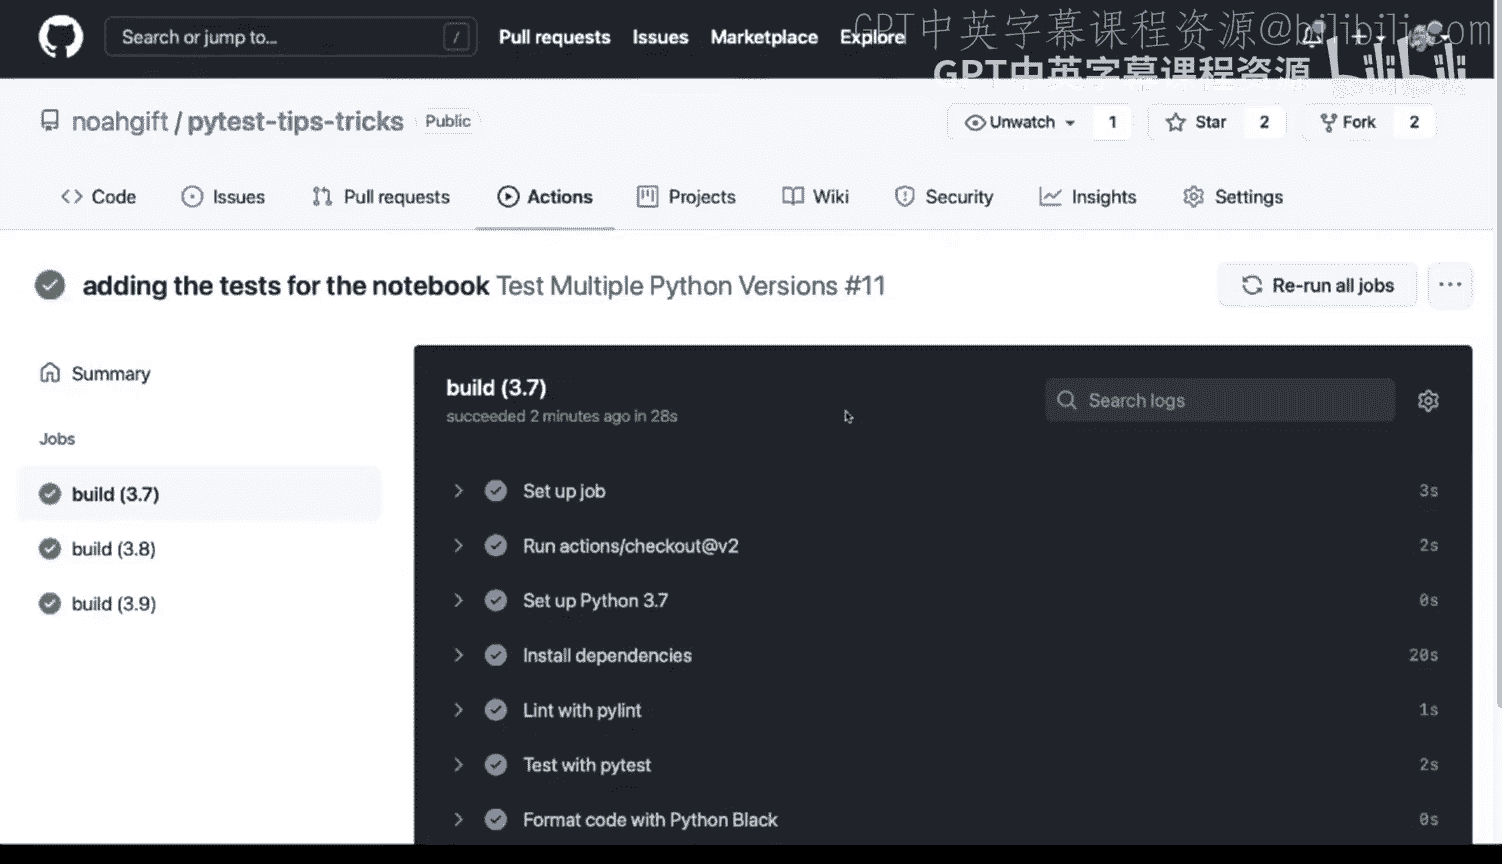 Search or jump to... / Pull requests Issues Marketplace Explore
GPT中英字幕课程资源@bilibili.com
GPT中英字幕课程资源 bilibili
noahgift / pytest-tips-tricks Public Unwatch 1 Star 2 Fork 2
Code Issues Pull requests Actions Projects Wiki Security Insights Settings
adding the tests for the notebook Test Multiple Python Versions #11 Re-run all jobs ...
Summary
Jobs
build (3.7)
build (3.8)
build (3.9)
build (3.7)
succeeded 2 minutes ago in 28s
Search logs
Set up job 3s
Run actions/checkout@v2 2s
Set up Python 3.7 0s
Install dependencies 20s
Lint with pylint 1s
Test with pytest 2s
Format code with Python Black 0s